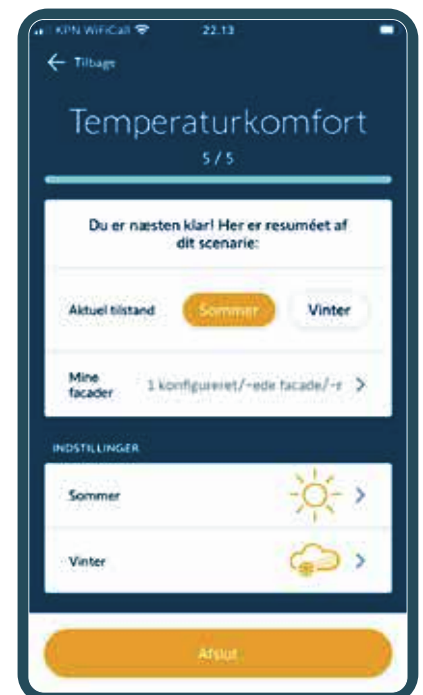 KPN WiFiCall 22.13
← Tilbage
Temperaturkomfort
5/5
Du er næsten klar! Her er resuméet af
dit scenarie:
Aktuel tilstand Sommer Vinter
Mine
facader 1 konfigureret/-ede facade/-r
INDSTILLINGER
Sommer
Vinter
Afslut